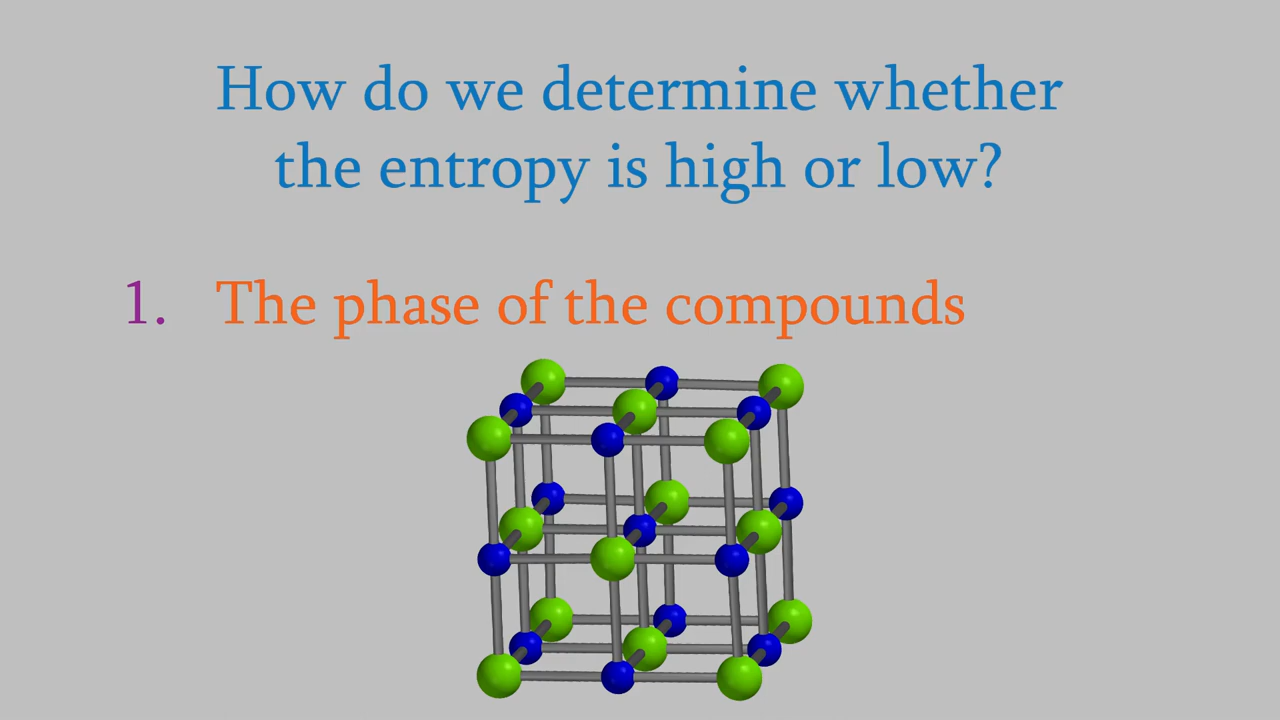 How do we determine whether
the entropy is high or low?
1. The phase of the compounds